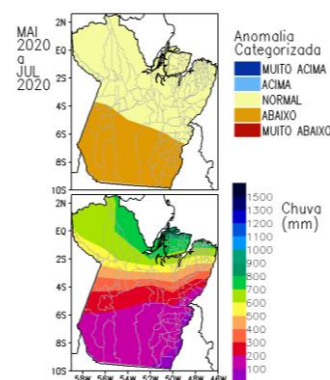 MAI
2020
a
JUL
2020
2N
EQ
2S
4S
6S
8S
10S
Anomalia
Categorizada
MUITO ACIMA
ACIMA
NORMAL
ABAIXO
MUITO ABAIXO
2N
EQ
2S
4S
6S
8S
10S
58W 56W 54W 52W 50W 48W 46W
Chuva
(mm)
1500
1300
1100
1000
900
800
700
600
500
400
300
200
100